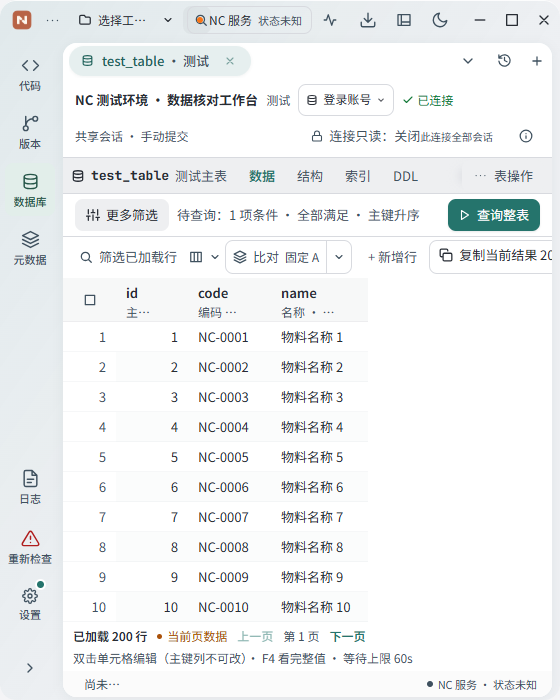 N ··· 选择工··· NC 服务 状态未知
test_table • 测试
代码
NC 测试环境 • 数据核对工作台 测试 登录账号 已连接
版本
共享会话 • 手动提交 连接只读：关闭此连接全部会话
test_table 测试主表 数据 结构 索引 DDL ··· 表操作
数据库
更多筛选 待查询：1 项条件 • 全部满足 • 主键升序 查询整表
元数据
筛选已加载行 比对 固定 A + 新增行 复制当前结果 20
id code name
主··· 编码 ··· 名称 • ···
1 1 NC-0001 物料名称 1
2 2 NC-0002 物料名称 2
3 3 NC-0003 物料名称 3
4 4 NC-0004 物料名称 4
5 5 NC-0005 物料名称 5
6 6 NC-0006 物料名称 6
日志
7 7 NC-0007 物料名称 7
8 8 NC-0008 物料名称 8
重新检查
9 9 NC-0009 物料名称 9
10 10 NC-0010 物料名称 10
设置
已加载 200 行 • 当前页数据 上一页 第 1 页 下一页
双击单元格编辑（主键列不可改）• F4 看完整值 • 等待上限 60s
尚未··· NC 服务 • 状态未知